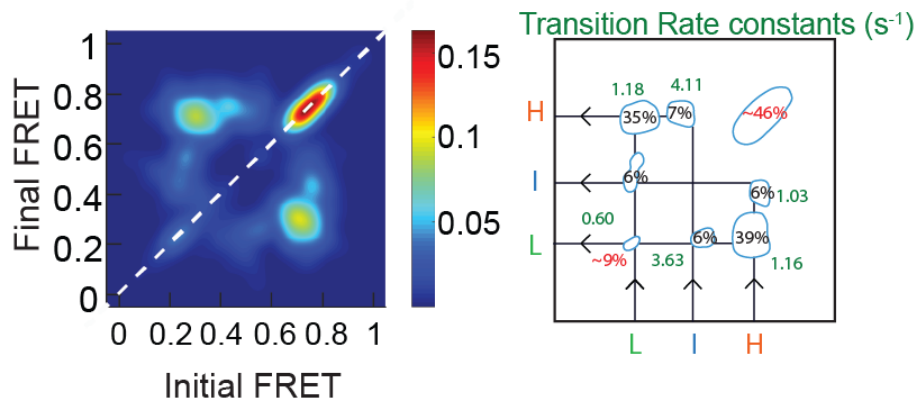 Transition Rate constants (s-1)
Final FRET
1
0.8
0.6
0.4
0.2
0
0 0.2 0.4 0.6 0.8 1
Initial FRET
0.15
0.1
0.05
H
I
L
1.18
4.11
35%
7%
~46%
6%
6%
1.03
0.60
~9%
3.63
6%
39%
1.16
L I H